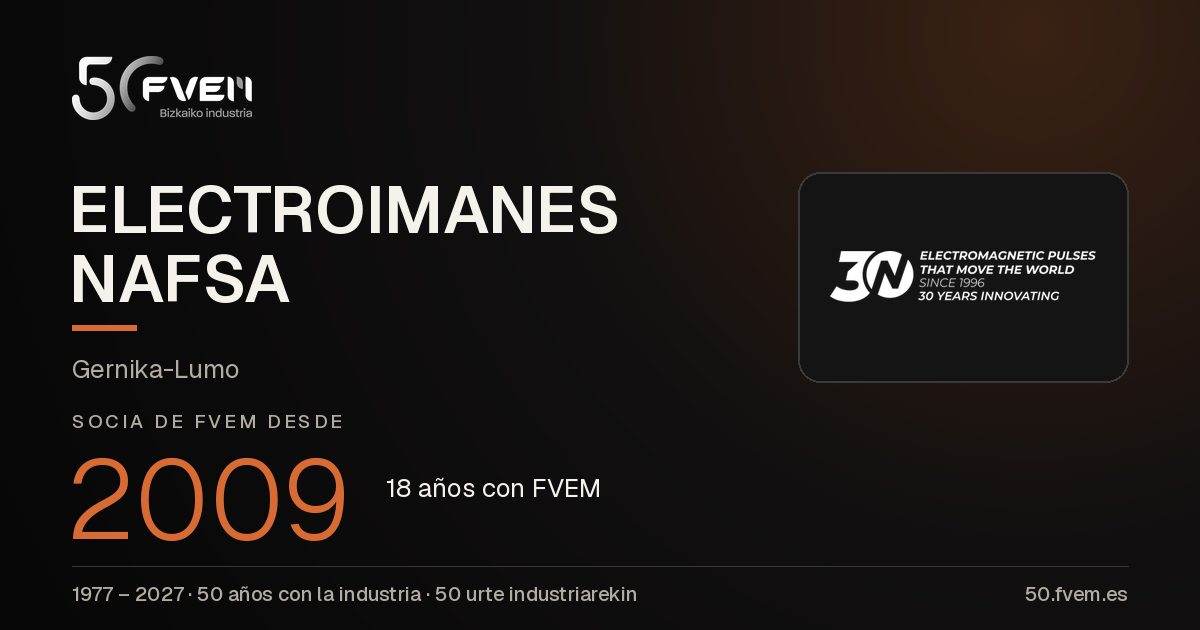 50 FVEM
Bizkaiko industria
ELECTROIMANES
NAFSA
Gernika-Lumo
SOCIA DE FVEM DESDE
2009
18 años con FVEM
30 ELECTROMAGNETIC PULSES
THAT MOVE THE WORLD
SINCE 1996
30 YEARS INNOVATING
1977 – 2027 · 50 años con la industria · 50 urte industriarekin
50.fvem.es